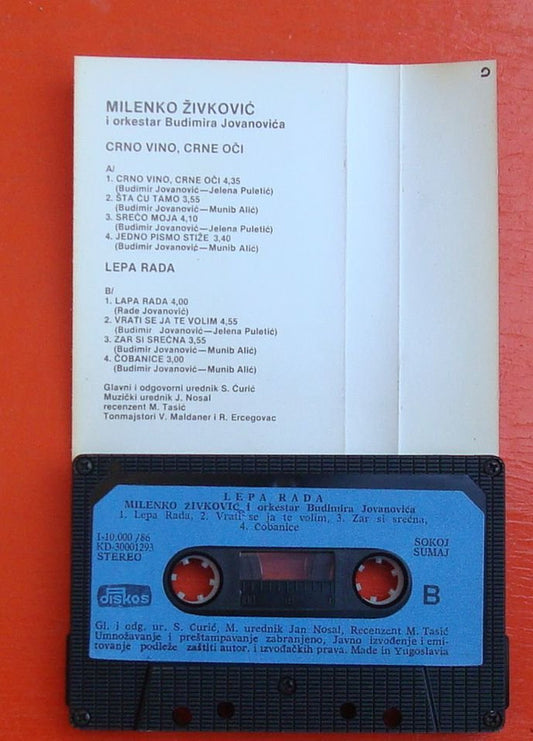 MILENKO ŽIVKOVIĆ
i orkestar Budimira Jovanovića
CRNO VINO, CRNE OČI
A/
1. CRNO VINO, CRNE OČI 4,35
(Budimir Jovanović—Jelena Puletić)
2. ŠTA ĆU TAMO 3,55
(Budimir Jovanović—Munib Alić)
3. SREĆO MOJA 4,10
(Budimir Jovanović—Jelena Puletić)
4. JEDNO PISMO STIŽE 3,40
(Budimir Jovanović—Munib Alić)
LEPA RADA
B/
1. LAPA RADA 4,00
(Rade Jovanović)
2. VRATI SE JA TE VOLIM 4,55
(Budimir Jovanović—Jelena Puletić)
3. ZAR SI SREĆNA 3,55
(Budimir Jovanović—Munib Alić)
4. ČOBANICE 3,00
(Budimir Jovanović—Munib Alić)
Glavni i odgovorni urednik S. Ćurić
Muzički urednik J. Nosal
recenzent M. Tasić
Tonmajstori V. Maldaner i R. Ercegovac
LEPA RADA
MILENKO ŽIVKOVIĆ i orkestar Budimira Jovanovića
1. Lepa Rada, 2. Vrati se ja te volim, 3. Zar si srećna,
4. Čobanice
I-10.000 /86
KD-30001293
STEREO
SOKOJ
SUMAJ
diskos
B
Gl. i odg. ur. S. Ćurić, M. urednik Jan Nosal, Recenzent M. Tasić
Umnožavanje i preštampavanje zabranjeno, Javno izvođenje i emi-
tovanje podleže zaštiti autor. i izvođačkih prava. Made in Yugoslavia